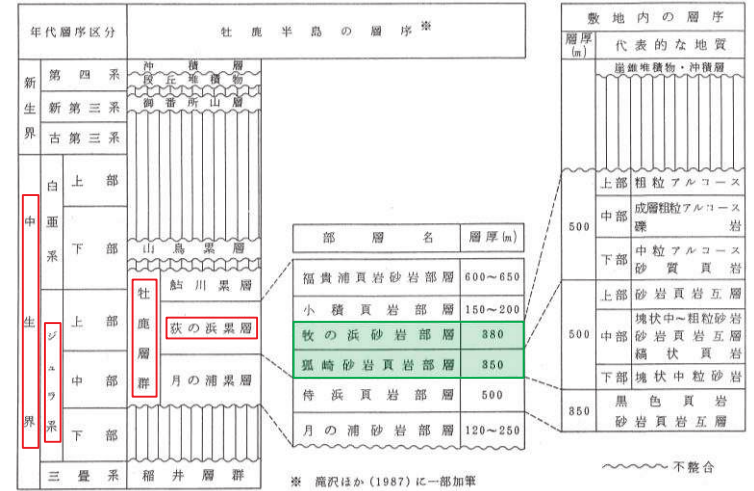 年代層序区分
牡鹿半島の層序※
新生界
第四系
新第三系
古第三系
沖積層
段丘堆積物
御番所山層
中生界
白亜系
上部
下部
山鳥累層
ジュラ系
上部
中部
下部
牡鹿層群
鮎川累層
荻の浜累層
月の浦累層
三畳系
稲井層群
部層名 層厚(m)
福貴浦頁岩砂岩部層 600~650
小積頁岩部層 150~200
牧の浜砂岩部層 380
狐崎砂岩頁岩部層 350
侍浜頁岩部層 500
月の浦砂岩部層 120~250
※ 滝沢ほか(1987)に一部加筆
敷地内の層序
層厚(m) 代表的な地質
崖錐堆積物・沖積層
500
上部 粗粒アルコース
中部 成層粗粒アルコース
礫岩
下部 中粒アルコース
砂質頁岩
500
上部 砂岩頁岩互層
中部 塊状中~粗粒砂岩
砂岩頁岩互層
縞状頁岩
下部 塊状中粒砂岩
350
黒色頁岩
砂岩頁岩互層
不整合